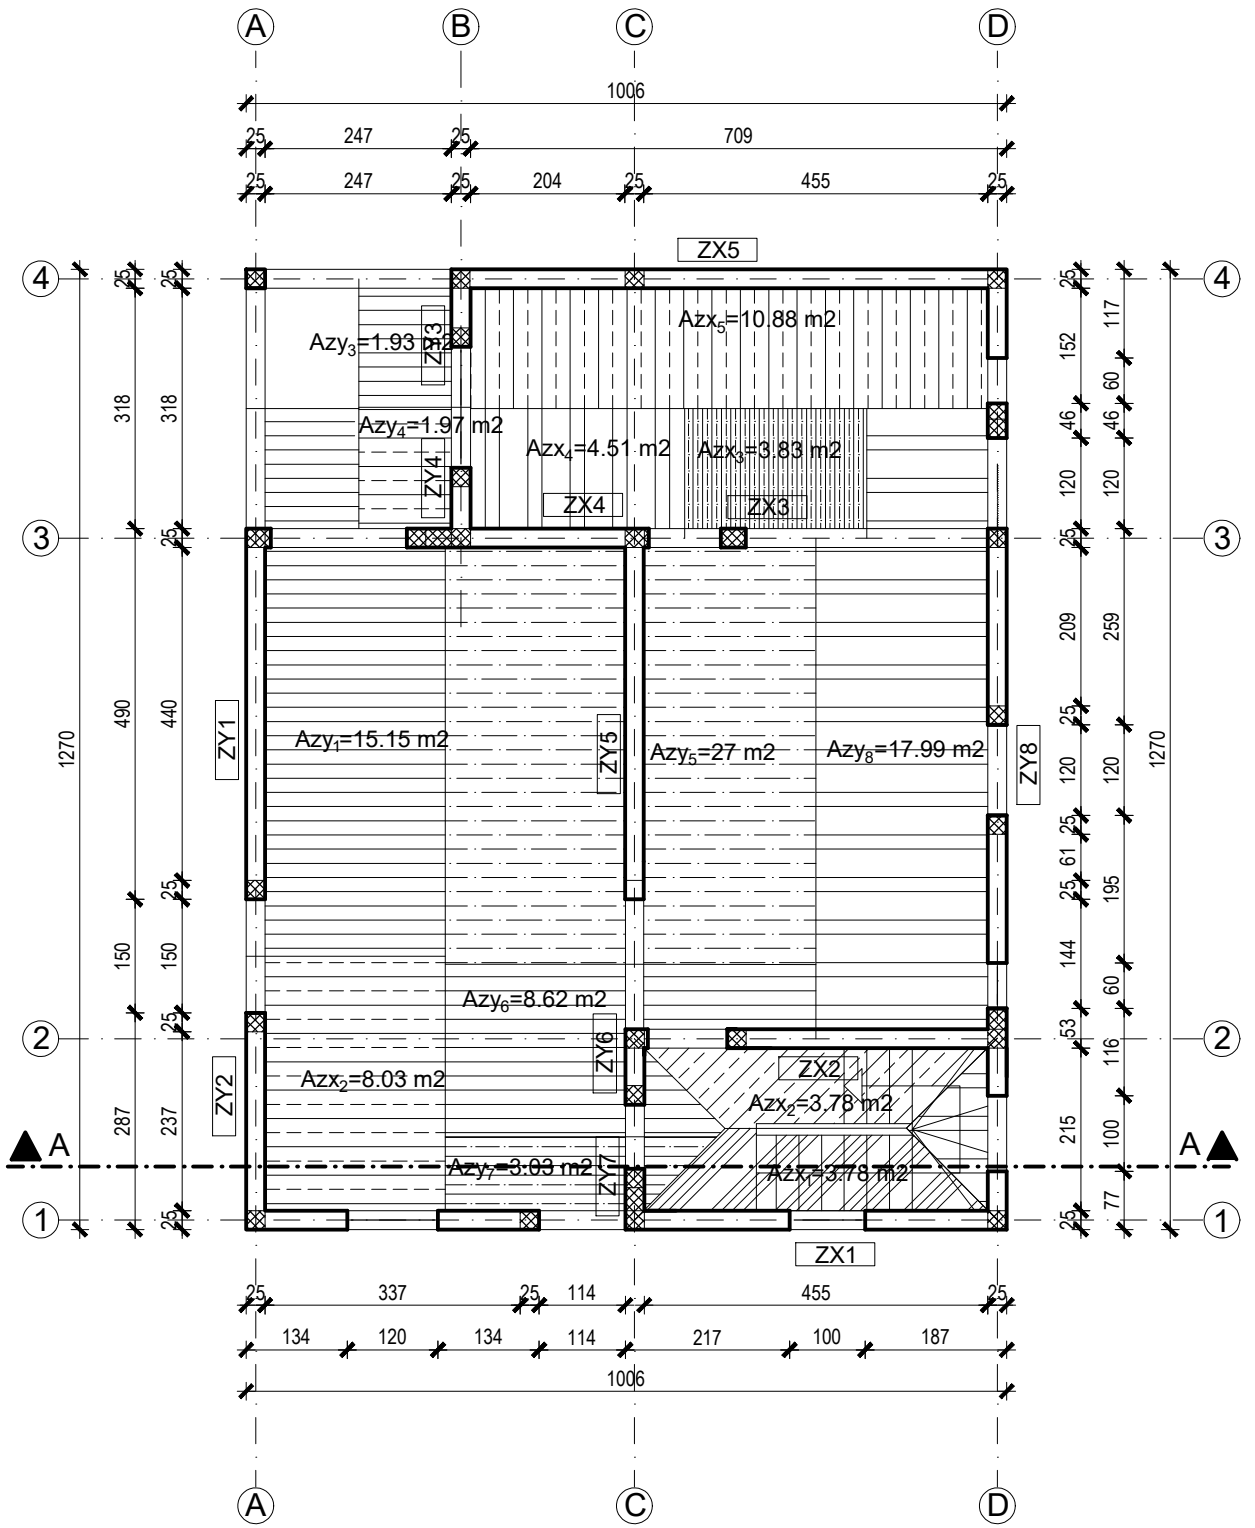 A B C D
1006
25 247 25 709
25 247 25 204 25 455 25
ZX5
4 4
25 25 25
Azx5=10.88 m2
117
Azy3=1.93 m2
ZY3
152
60
318 318
Azy4=1.97 m2
46 46
Azx4=4.51 m2
Azx3=3.83 m2
ZY4
120 120
ZX4
ZX3
3 3
25 25
209 259
490 440
ZY1
25
Azy1=15.15 m2
ZY5
Azy5=27 m2
Azy8=17.99 m2
ZY8
1270 1270
120 120
25
61
25 25
195
150 150
144
60
Azy6=8.62 m2
25
2 2
53
116
ZY6
ZX2
ZY2
Azx2=8.03 m2
Azx2=3.78 m2
287 237
215 100
A A
Azy7=3.03 m2
ZY7
Azx1=3.78 m2
77
1 1
25 25
ZX1
25 337 25 114 455 25
134 120 134 114 217 100 187
1006
A C D